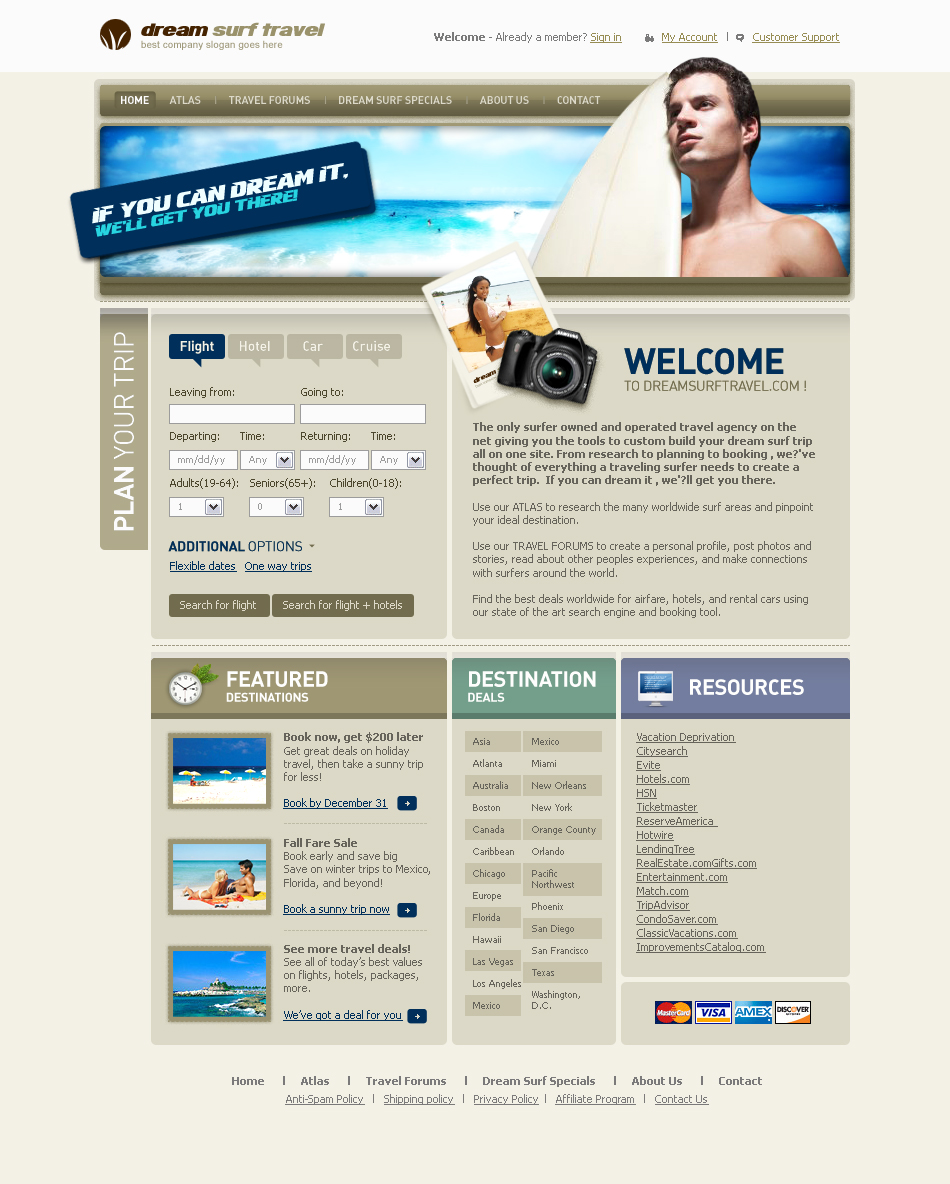 dream surf travel
best company slogan goes here
Welcome - Already a member? Sign in
My Account | Customer Support
HOME | ATLAS | TRAVEL FORUMS | DREAM SURF SPECIALS | ABOUT US | CONTACT
IF YOU CAN DREAM IT.
WE'LL GET YOU THERE!
PLAN YOUR TRIP
Flight Hotel Car Cruise
Leaving from: Going to:
Departing: Time: Returning: Time:
mm/dd/yy Any mm/dd/yy Any
Adults(19-64): Seniors(65+): Children(0-18):
1 0 1
ADDITIONAL OPTIONS
Flexible dates One way trips
Search for flight Search for flight + hotels
dream
WELCOME
TO DREAMSURFTRAVEL.COM !
The only surfer owned and operated travel agency on the
net giving you the tools to custom build your dream surf trip
all on one site. From research to planning to booking , we?'ve
thought of everything a traveling surfer needs to create a
perfect trip. If you can dream it , we'?ll get you there.
Use our ATLAS to research the many worldwide surf areas and pinpoint
your ideal destination.
Use our TRAVEL FORUMS to create a personal profile, post photos and
stories, read about other peoples experiences, and make connections
with surfers around the world.
Find the best deals worldwide for airfare, hotels, and rental cars using
our state of the art search engine and booking tool.
FEATURED
DESTINATIONS
Book now, get $200 later
Get great deals on holiday
travel, then take a sunny trip
for less!
Book by December 31
Fall Fare Sale
Book early and save big
Save on winter trips to Mexico,
Florida, and beyond!
Book a sunny trip now
See more travel deals!
See all of today's best values
on flights, hotels, packages,
more.
We've got a deal for you
DESTINATION
DEALS
Asia
Atlanta
Australia
Boston
Canada
Caribbean
Chicago
Europe
Florida
Hawaii
Las Vegas
Los Angeles
Mexico
Mexico
Miami
New Orleans
New York
Orange County
Orlando
Pacific
Northwest
Phoenix
San Diego
San Francisco
Texas
Washington,
D.C.
RESOURCES
Vacation Deprivation
Citysearch
Evite
Hotels.com
HSN
Ticketmaster
ReserveAmerica
Hotwire
LendingTree
RealEstate.comGifts.com
Entertainment.com
Match.com
TripAdvisor
CondoSaver.com
ClassicVacations.com
ImprovementsCatalog.com
MasterCard VISA AMEX DISCOVER
Home | Atlas | Travel Forums | Dream Surf Specials | About Us | Contact
Anti-Spam Policy | Shipping policy | Privacy Policy | Affiliate Program | Contact Us